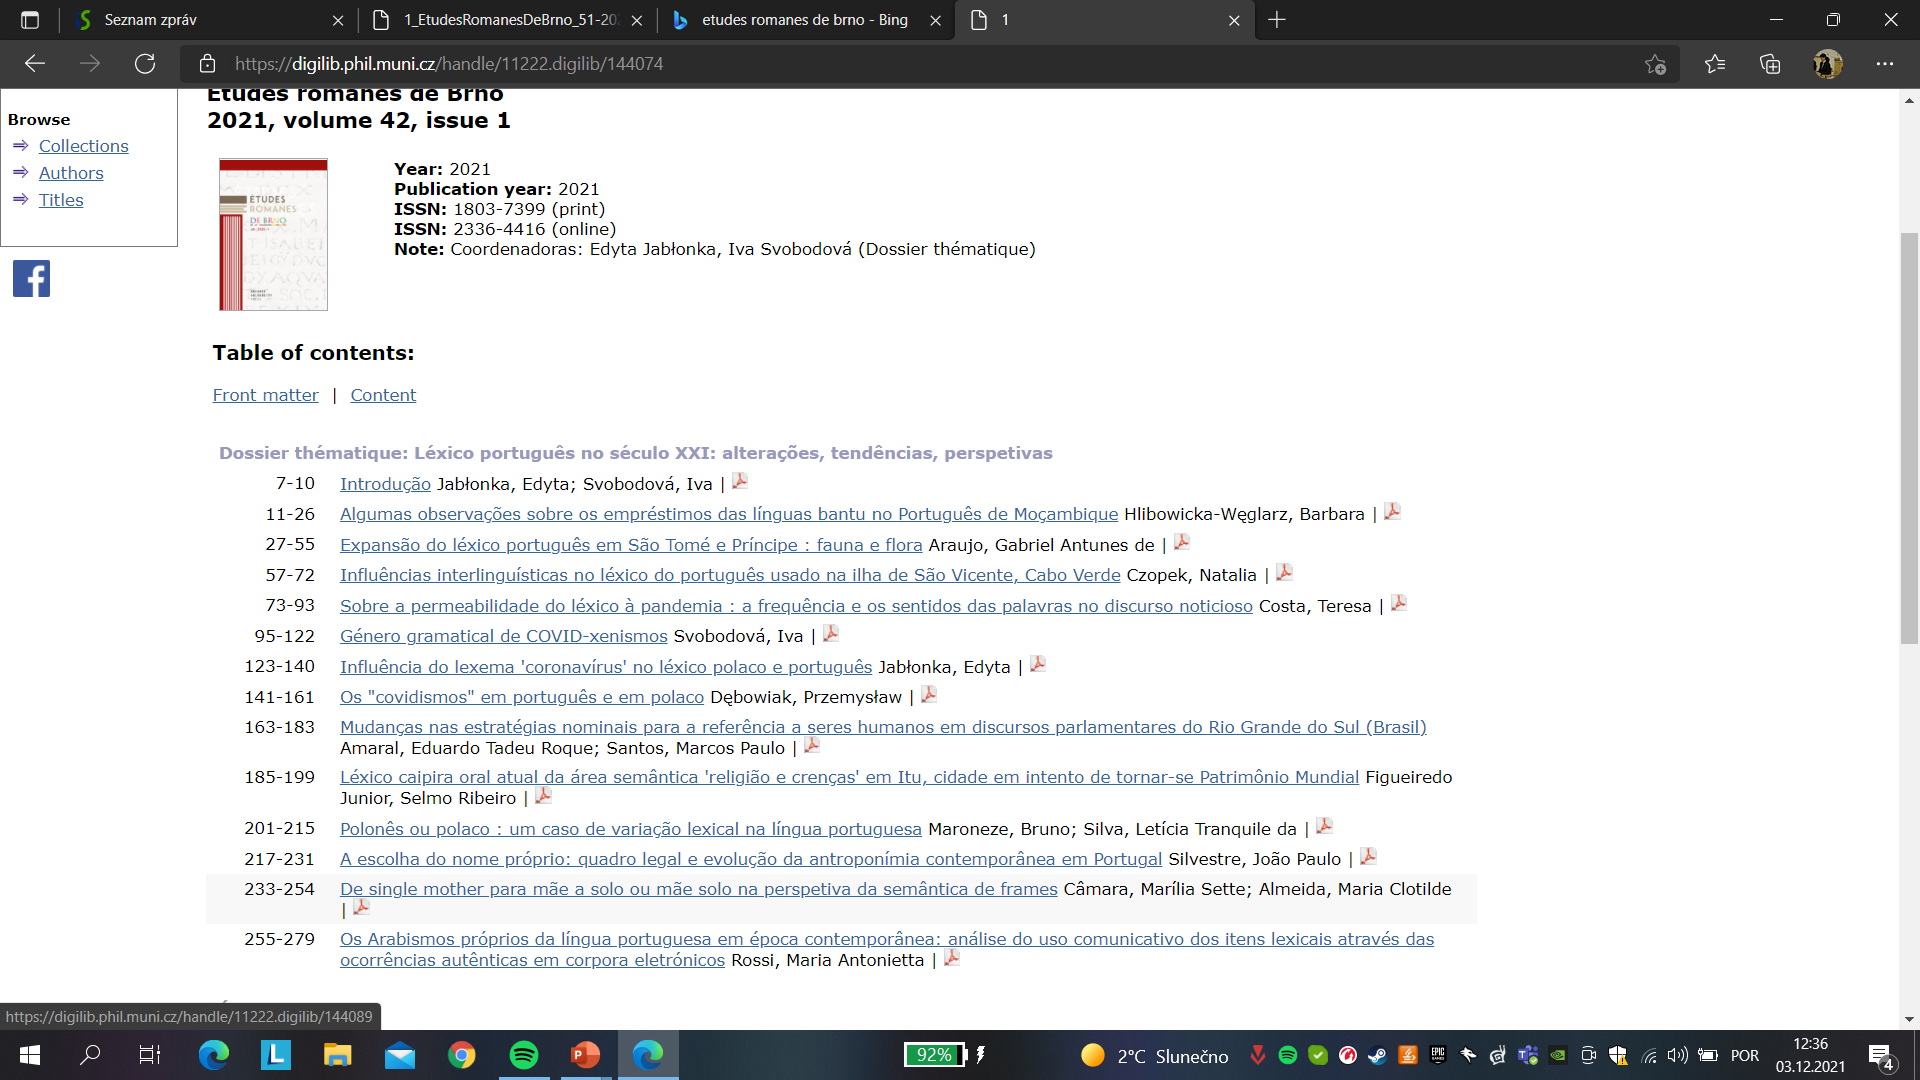 Seznam zpráv
1_EtudesRomanesDeBrno_51-202
etudes romanes de brno - Bing
1
https://digilib.phil.muni.cz/handle/11222.digilib/144074
Browse
⇒ Collections
⇒ Authors
⇒ Titles
Études romanes de Brno
2021, volume 42, issue 1
ÉTUDES
ROMANES
DE BRNO
Year: 2021
Publication year: 2021
ISSN: 1803-7399 (print)
ISSN: 2336-4416 (online)
Note: Coordenadoras: Edyta Jabłonka, Iva Svobodová (Dossier thématique)
Table of contents:
Front matter | Content
Dossier thématique: Léxico português no século XXI: alterações, tendências, perspetivas
7-10 Introdução Jabłonka, Edyta; Svobodová, Iva |
11-26 Algumas observações sobre os empréstimos das línguas bantu no Português de Moçambique Hlibowicka-Węglarz, Barbara |
27-55 Expansão do léxico português em São Tomé e Príncipe : fauna e flora Araujo, Gabriel Antunes de |
57-72 Influências interlinguísticas no léxico do português usado na ilha de São Vicente, Cabo Verde Czopek, Natalia |
73-93 Sobre a permeabilidade do léxico à pandemia : a frequência e os sentidos das palavras no discurso noticioso Costa, Teresa |
95-122 Género gramatical de COVID-xenismos Svobodová, Iva |
123-140 Influência do lexema 'coronavírus' no léxico polaco e português Jabłonka, Edyta |
141-161 Os "covidismos" em português e em polaco Dębowiak, Przemysław |
163-183 Mudanças nas estratégias nominais para a referência a seres humanos em discursos parlamentares do Rio Grande do Sul (Brasil)
Amaral, Eduardo Tadeu Roque; Santos, Marcos Paulo |
185-199 Léxico caipira oral atual da área semântica 'religião e crenças' em Itu, cidade em intento de tornar-se Patrimônio Mundial Figueiredo
Junior, Selmo Ribeiro |
201-215 Polonês ou polaco : um caso de variação lexical na língua portuguesa Maroneze, Bruno; Silva, Letícia Tranquile da |
217-231 A escolha do nome próprio: quadro legal e evolução da antroponímia contemporânea em Portugal Silvestre, João Paulo |
233-254 De single mother para mãe a solo ou mãe solo na perspetiva da semântica de frames Câmara, Marília Sette; Almeida, Maria Clotilde
|
255-279 Os Arabismos próprios da língua portuguesa em época contemporânea: análise do uso comunicativo dos itens lexicais através das
ocorrências autênticas em corpora eletrónicos Rossi, Maria Antonietta |
https://digilib.phil.muni.cz/handle/11222.digilib/144089
92%
2°C Slunečno
POR
12:36
03.12.2021
4